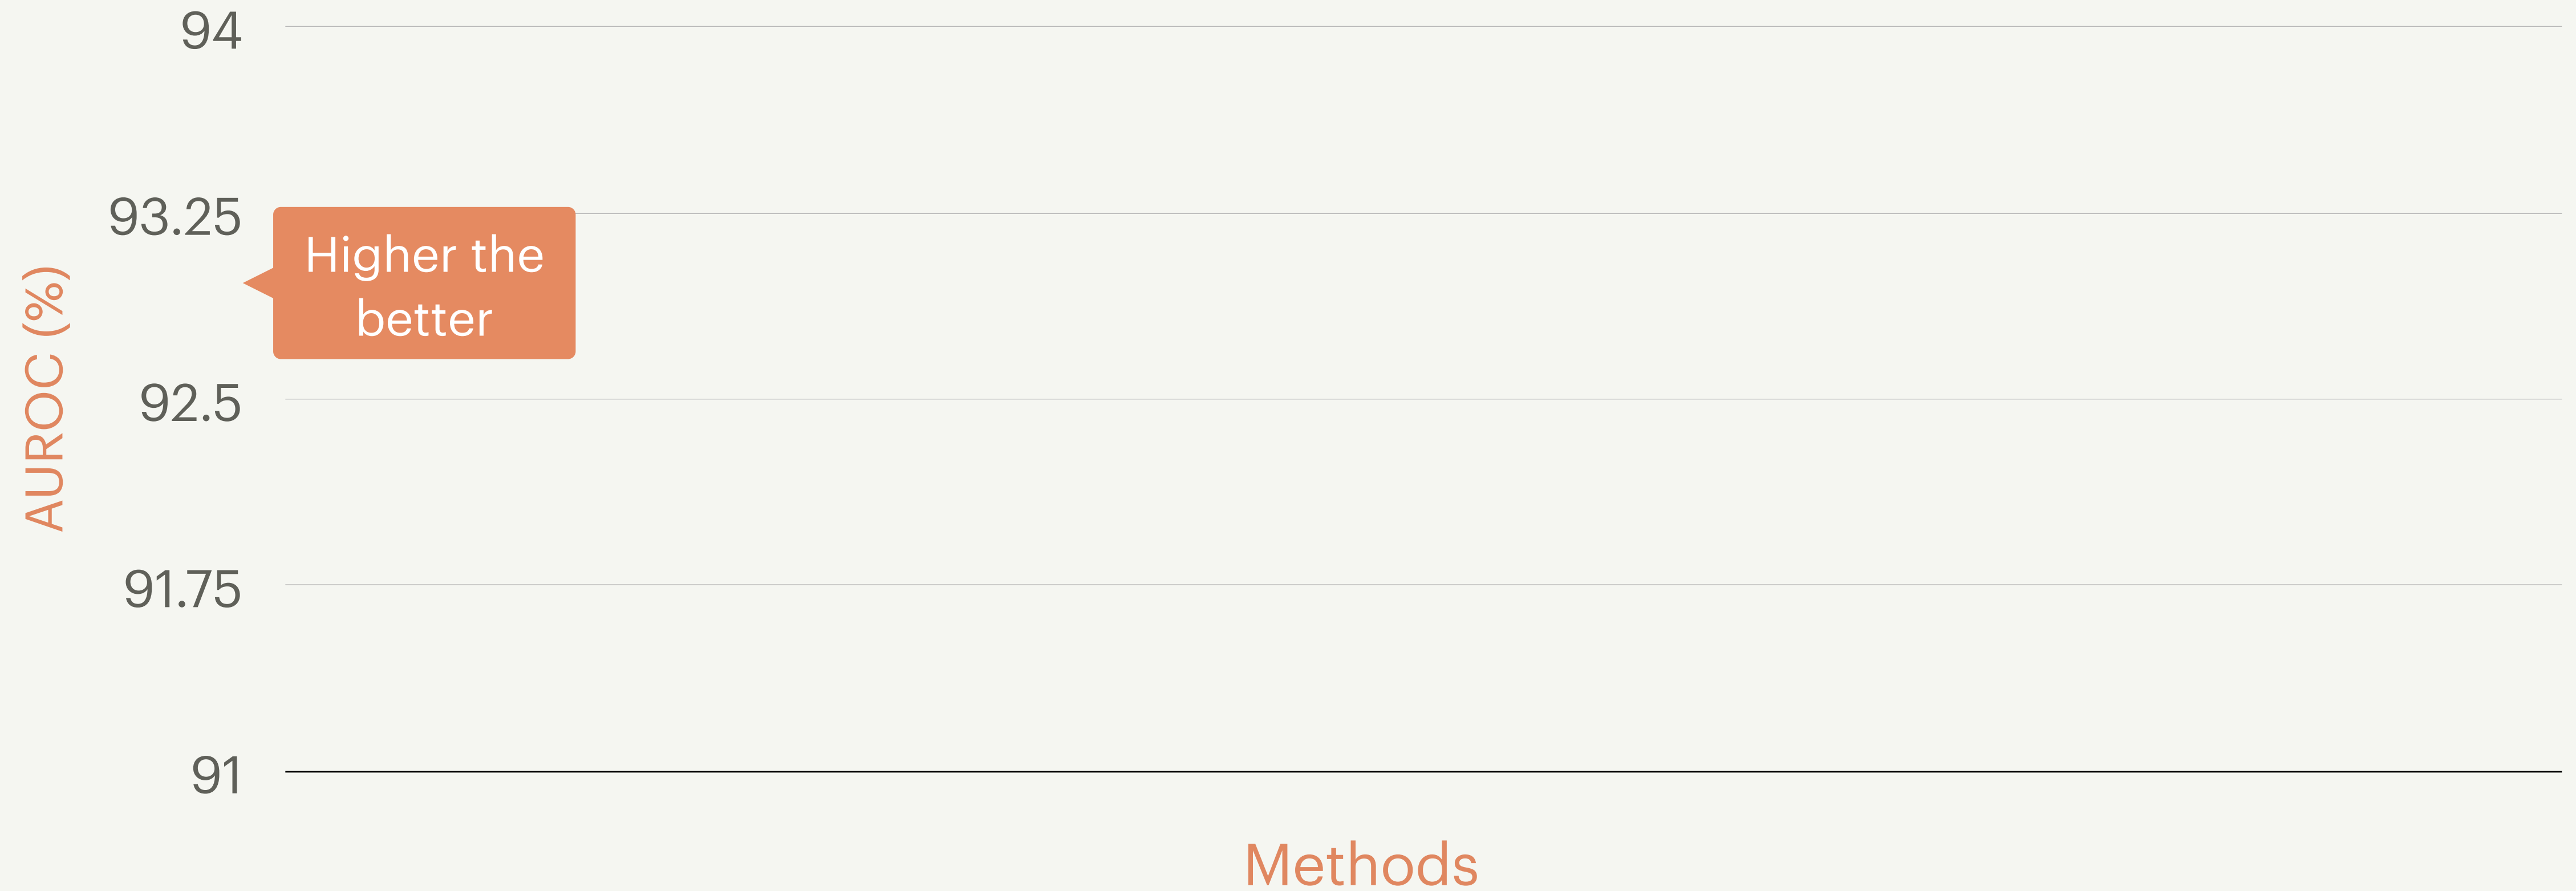 94
93.25
Higher the
better
AUROC (%)
92.5
91.75
91
Methods